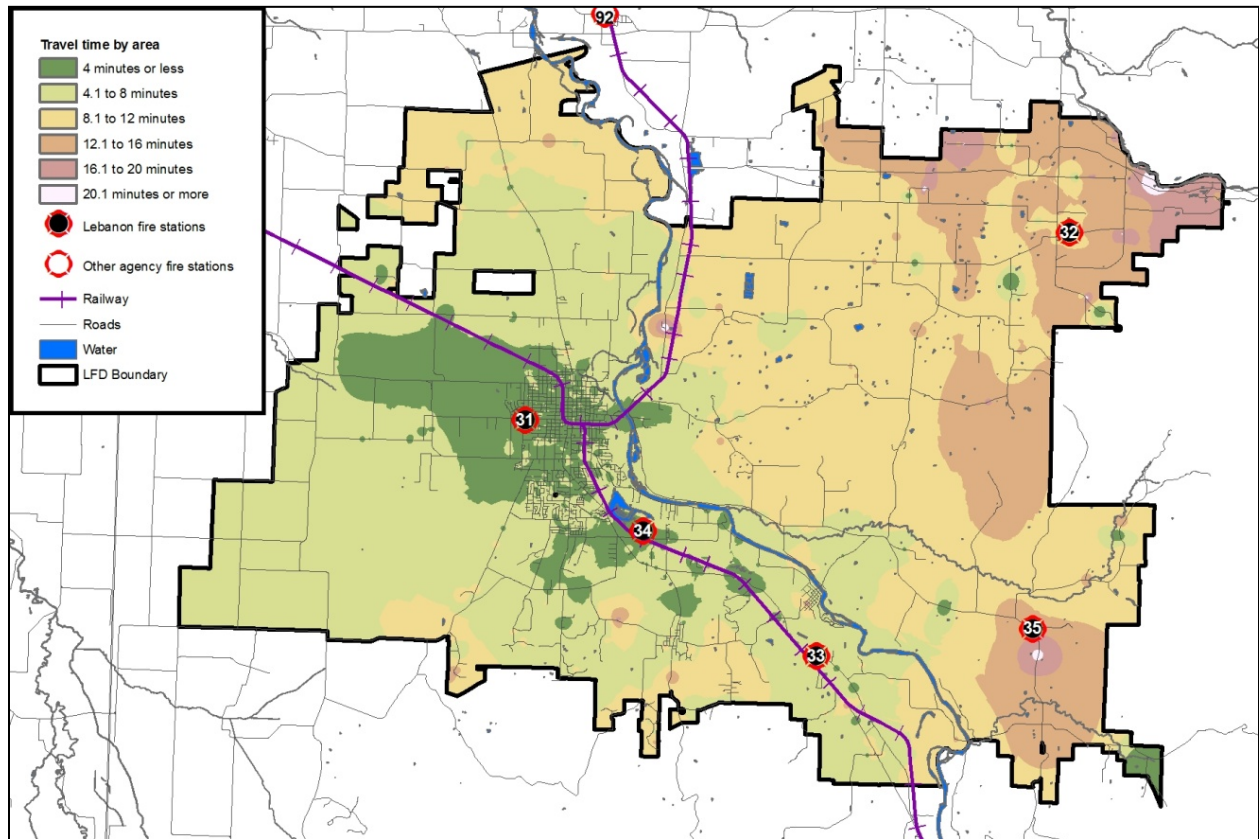 Travel time by area
4 minutes or less
4.1 to 8 minutes
8.1 to 12 minutes
12.1 to 16 minutes
16.1 to 20 minutes
20.1 minutes or more
Lebanon fire stations
Other agency fire stations
Railway
Roads
Water
LFD Boundary
92
32
31
34
35
33